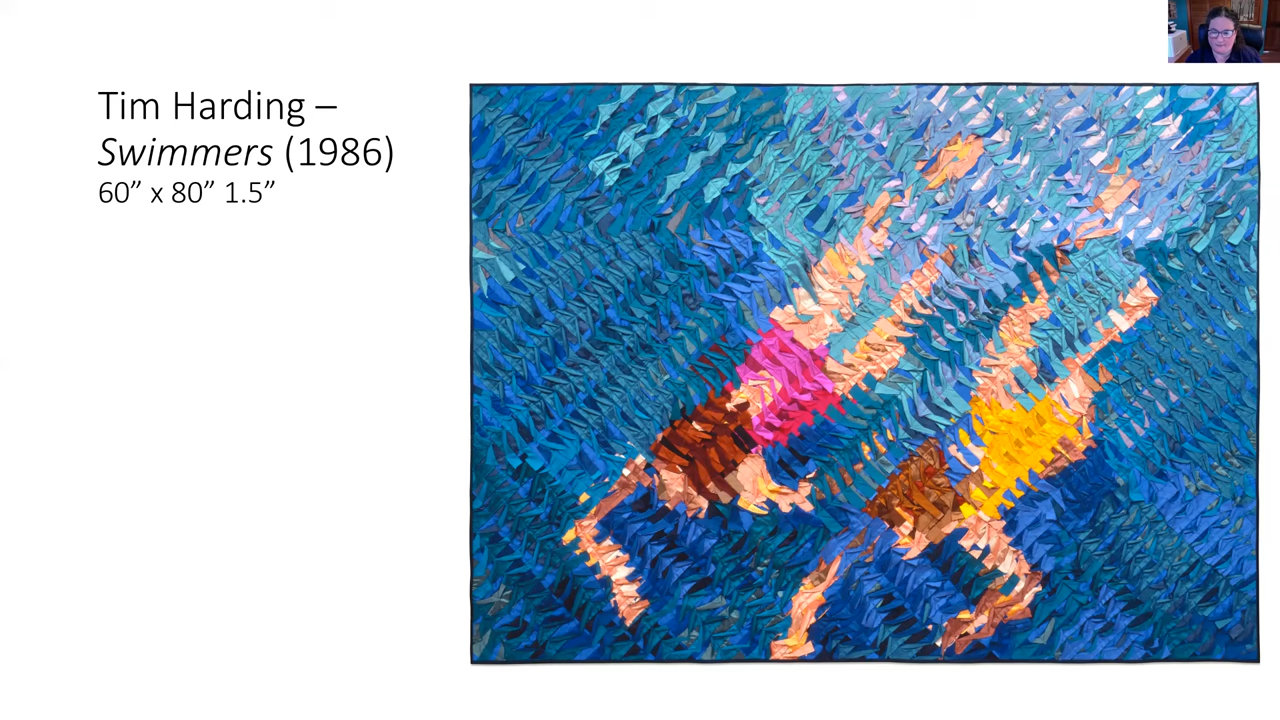 Tim Harding –
Swimmers (1986)
60” x 80” 1.5”